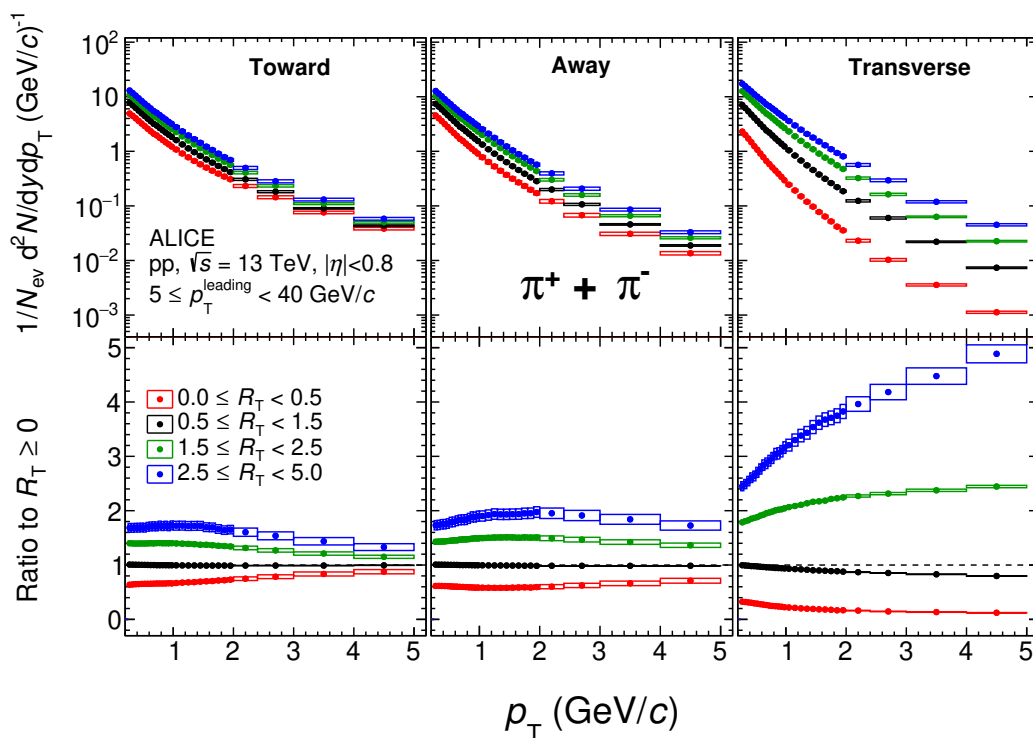 1/N_ev d²N/dydp_T (GeV/c)⁻¹
10²
10
1
10⁻¹
10⁻²
10⁻³
Toward
Away
Transverse
ALICE
pp, √s = 13 TeV, |η|<0.8
5 ≤ p_T^leading < 40 GeV/c
π⁺ + π⁻
Ratio to R_T ≥ 0
5
4
3
2
1
0
0.0 ≤ R_T < 0.5
0.5 ≤ R_T < 1.5
1.5 ≤ R_T < 2.5
2.5 ≤ R_T < 5.0
1 2 3 4 5 1 2 3 4 5 1 2 3 4 5
p_T (GeV/c)